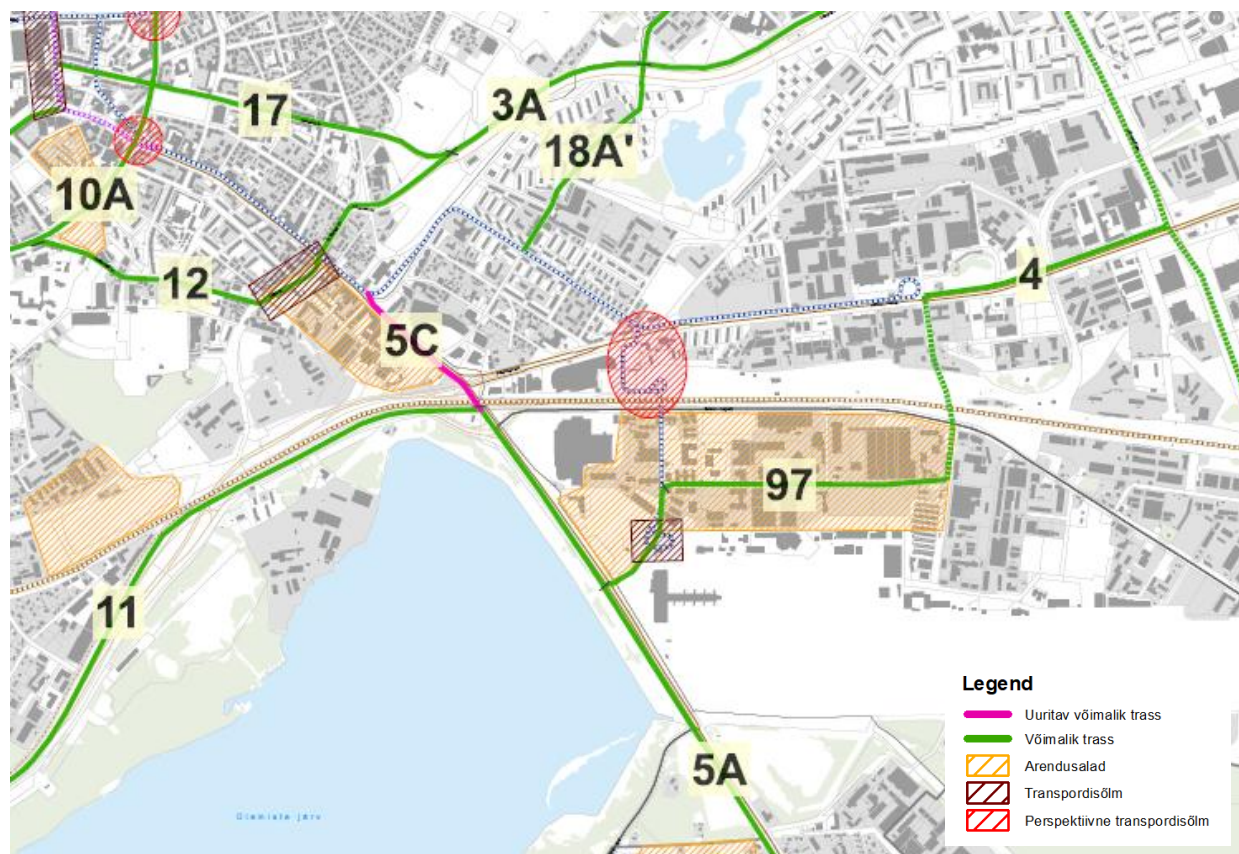 17
3A
18A'
10A
12
4
5C
97
11
5A
Ülemiste järv
Legend
Uuritav võimalik trass
Võimalik trass
Arendusalad
Transpordisõlm
Perspektiivne transpordisõlm